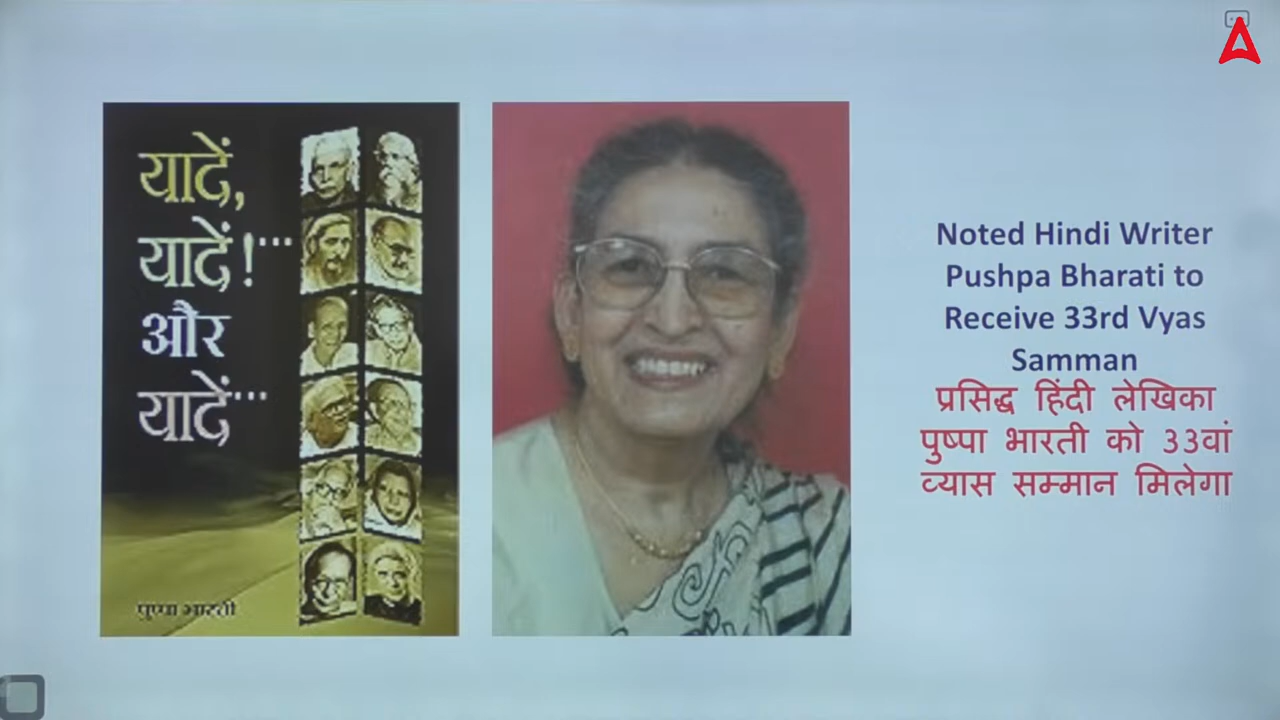 यादें,
यादें!...
और
यादें...
पुष्पा भारती
Noted Hindi Writer
Pushpa Bharati to
Receive 33rd Vyas
Samman
प्रसिद्ध हिंदी लेखिका
पुष्पा भारती को 33वां
व्यास सम्मान मिलेगा